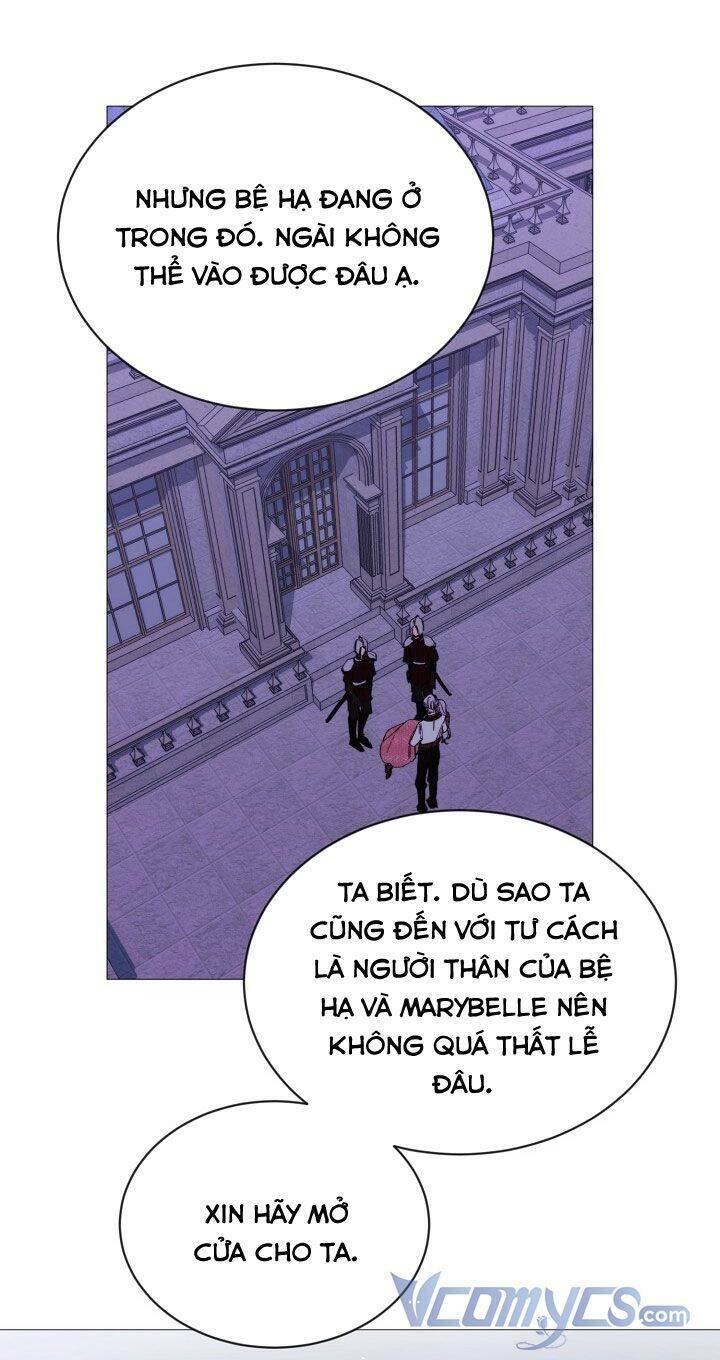 NHƯNG BỆ HẠ ĐANG Ở
TRONG ĐÓ. NGÀI KHÔNG
THỂ VÀO ĐƯỢC ĐÂU Ạ.
TA BIẾT. DÙ SAO TA
CŨNG ĐẾN VỚI TƯ CÁCH
LÀ NGƯỜI THÂN CỦA BỆ
HẠ VÀ MARYBELLE NÊN
KHÔNG QUÁ THẤT LỄ
ĐÂU.
XIN HÃY MỞ
CỬA CHO TA.
VCOMYCS.com